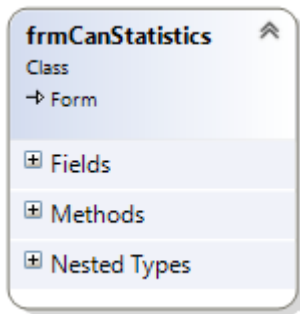 frmCanStatistics
Class
Form
Fields
Methods
Nested Types